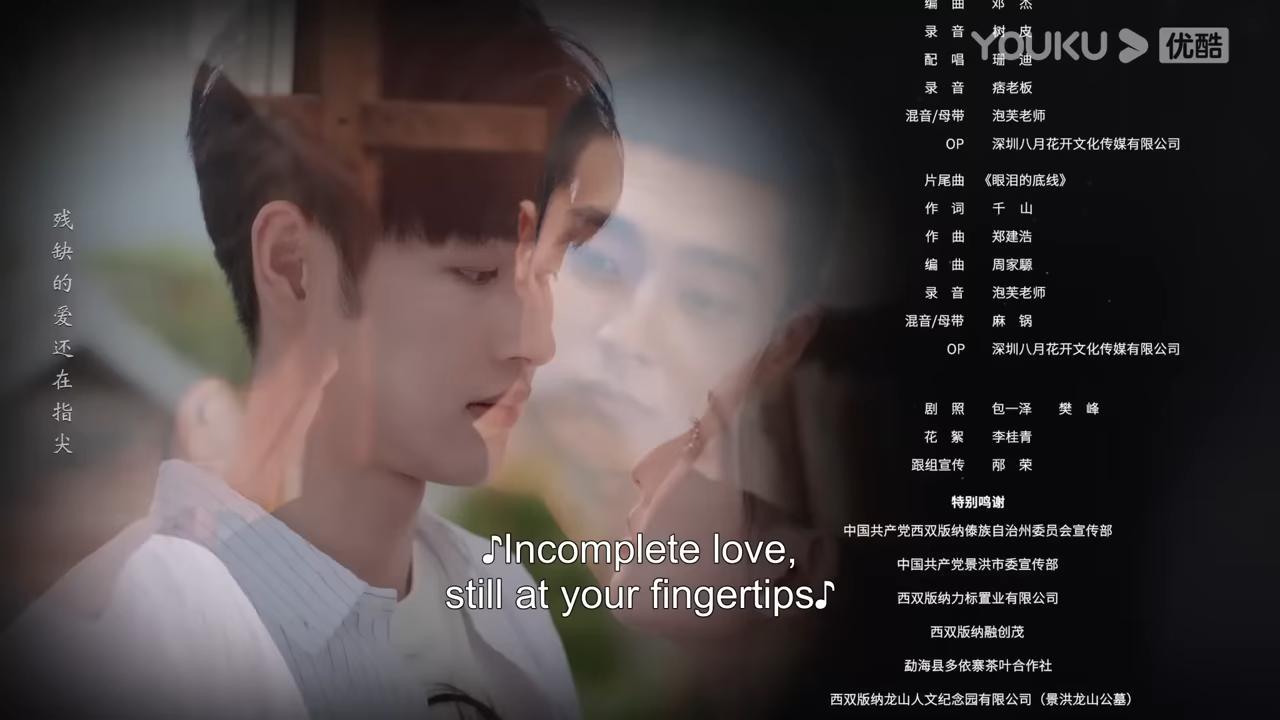 编 曲 邓 杰
录 音 树 皮
配 唱 珊 迪
录 音 痞老板
混音/母带 泡芙老师
OP 深圳八月花开文化传媒有限公司
YOUKU 优酷
片尾曲 《眼泪的底线》
作 词 千 山
作 曲 郑建浩
编 曲 周家颢
录 音 泡芙老师
混音/母带 麻 锅
OP 深圳八月花开文化传媒有限公司
剧 照 包一泽 樊 峰
花 絮 李桂青
跟组宣传 邴 荣
特别鸣谢
中国共产党西双版纳傣族自治州委员会宣传部
中国共产党景洪市委宣传部
西双版纳力标置业有限公司
西双版纳融创茂
勐海县多依寨茶叶合作社
西双版纳龙山人文纪念园有限公司（景洪龙山公墓）
残缺的爱还在指尖
♪Incomplete love,
still at your fingertips♪